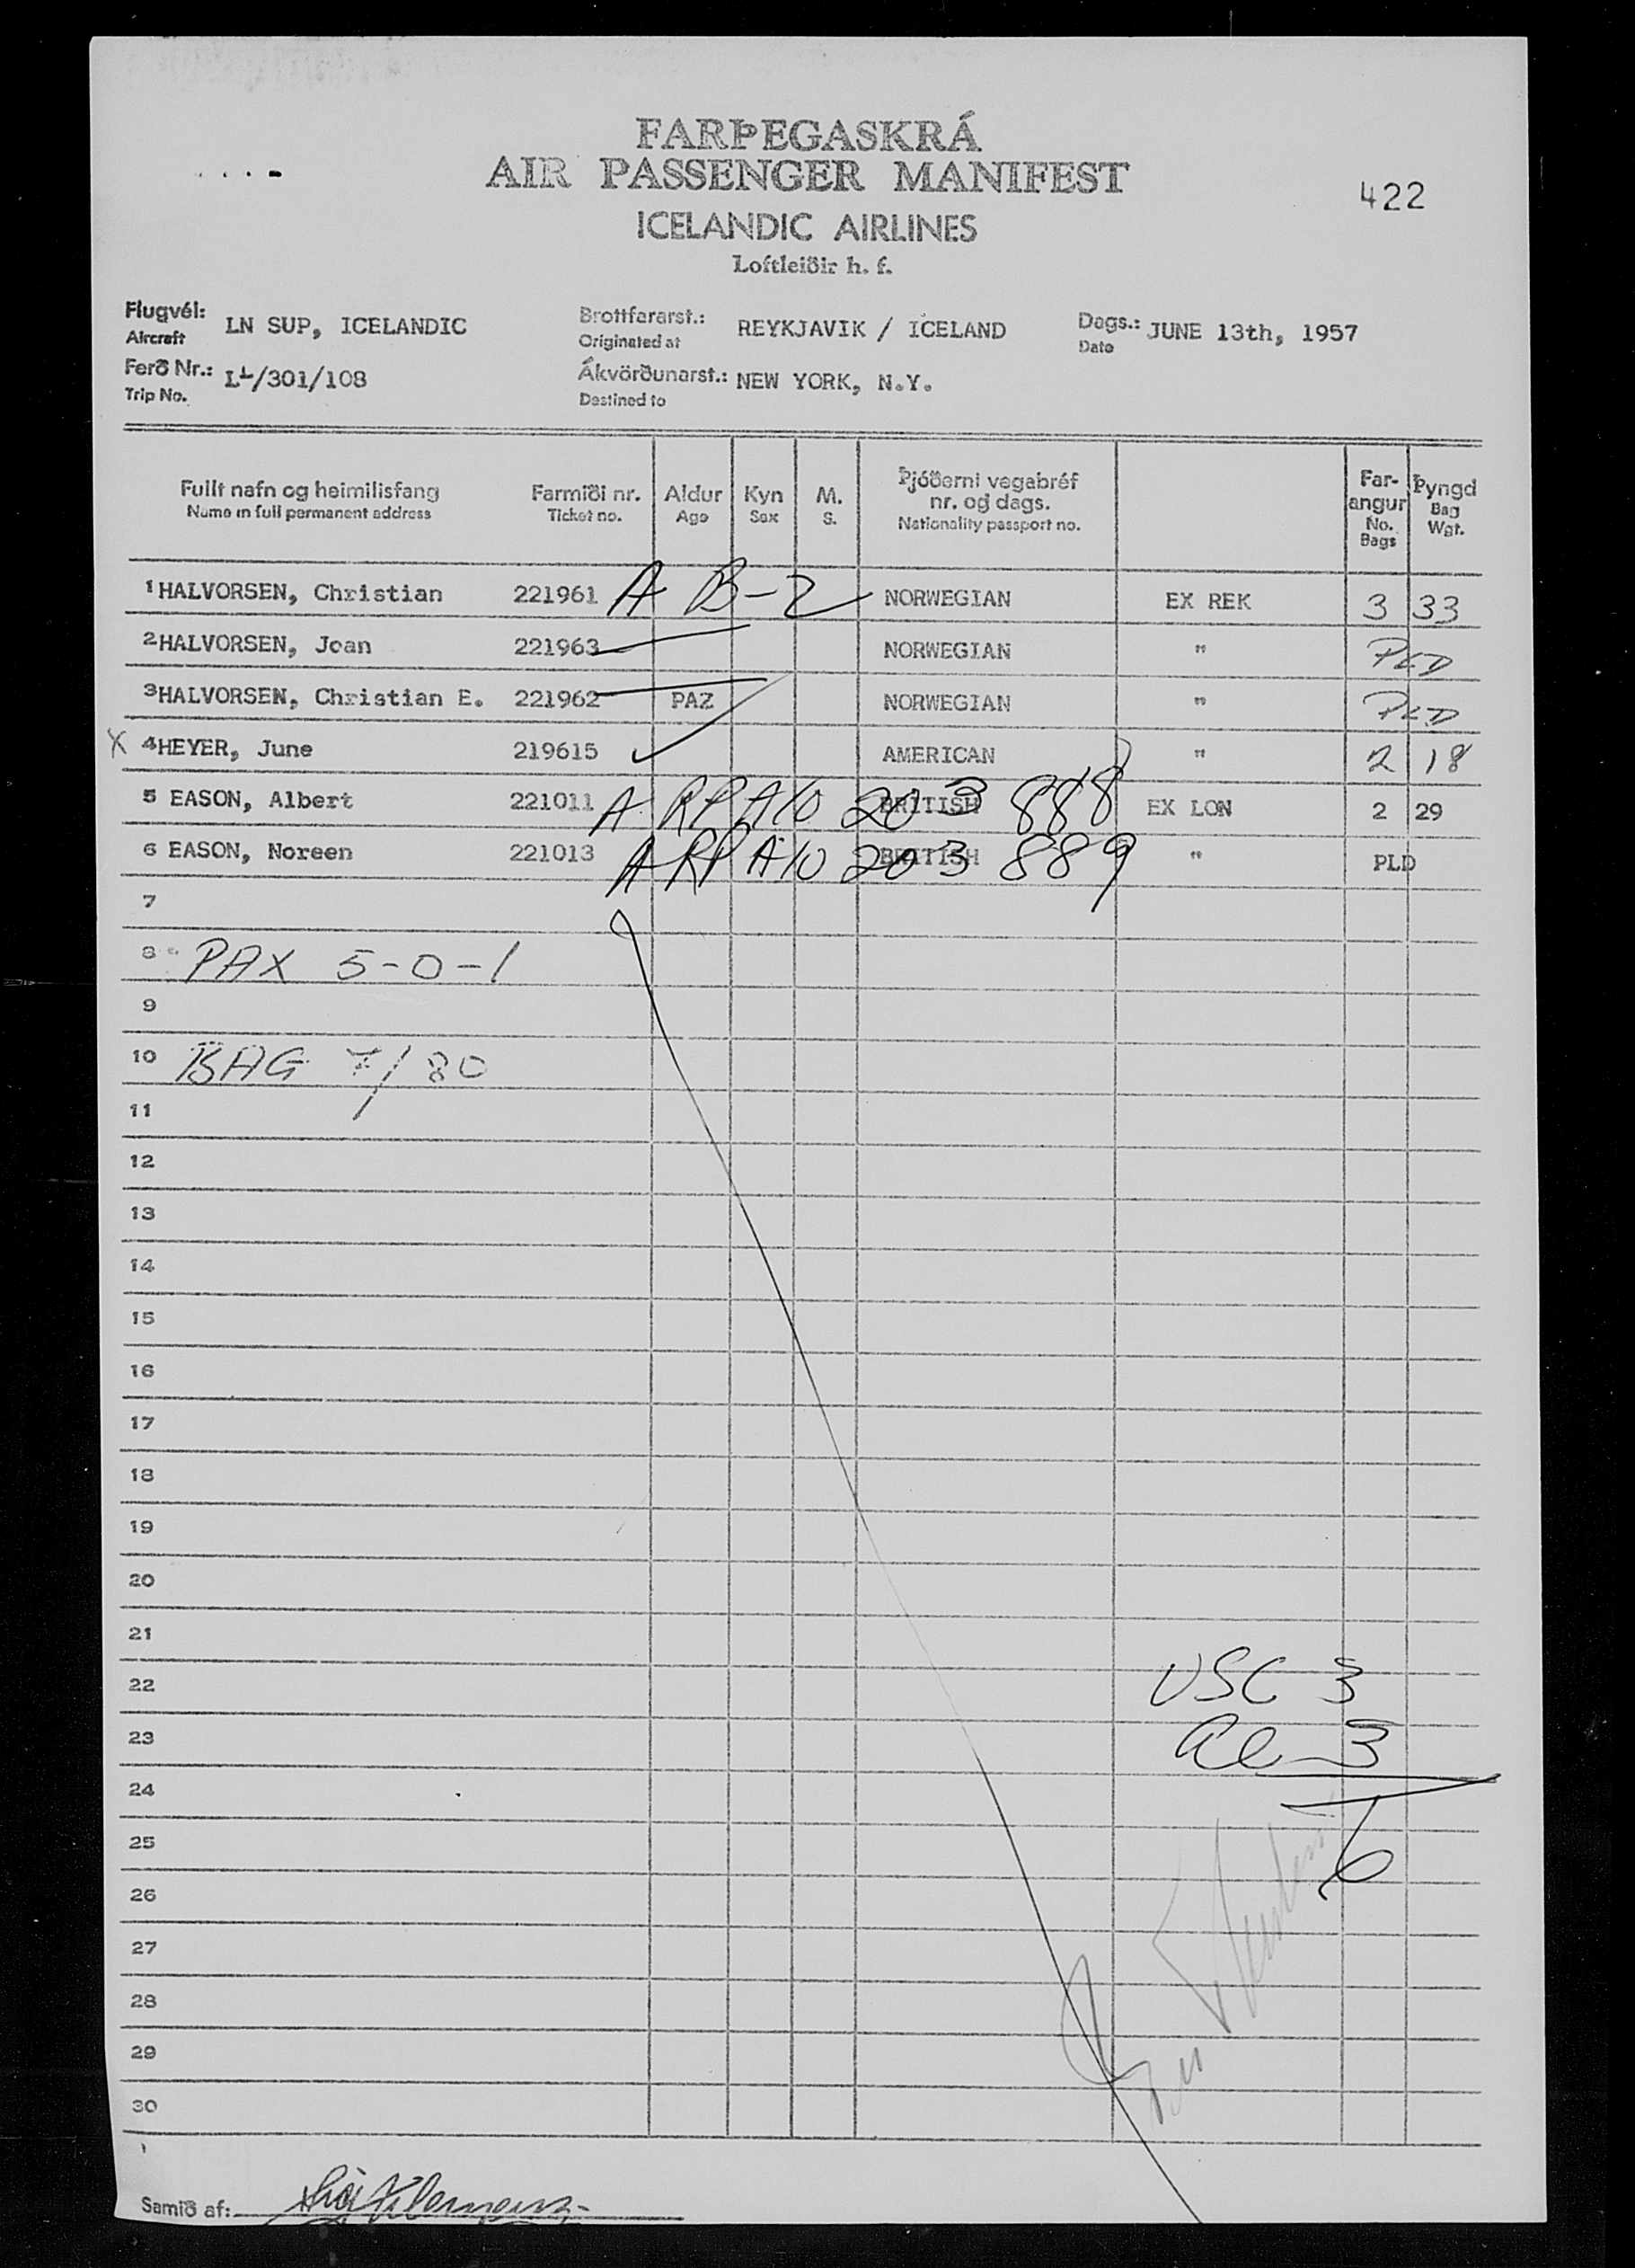 FARÞEGASKRÁ
AIR PASSENGER MANIFEST
422
ICELANDIC AIRLINES
Loftleiðir h. f.
Flugvél: LN SUP, ICELANDIC Brottfararst.: REYKJAVIK / ICELAND Dags.: JUNE 13th, 1957
Aircraft Originated at Date
Ferð Nr.: LL/301/108 Ákvörðunarst.: NEW YORK, N.Y.
Trip No. Destined to
Fullt nafn og heimilisfang Farmiði nr. Aldur Kyn M. Þjóðerni vegabréf nr. og dags. Farangur Þyngd
Name in full permanent address Ticket no. Age Sex S. Nationality passport no. No. Bags Bag Wgt.
1 HALVORSEN, Christian 221961 A B-2 NORWEGIAN EX REK 3 33
2 HALVORSEN, Joan 221963 NORWEGIAN " PLD
3 HALVORSEN, Christian E. 221962 PAZ NORWEGIAN " PLD
X 4 HEYER, June 219615 AMERICAN " 2 18
5 EASON, Albert 221011 A RP A10 203 888 BRITISH EX LON 2 29
6 EASON, Noreen 221013 A RP A10 203 889 BRITISH " PLD
7
8 PAX 5-0-1
9
10 BAG 7/80
11
12
13
14
15
16
17
18
19
20
21
22 USC 3
23 al 3
24
25 6
26
27
28
29
30
Samið af: